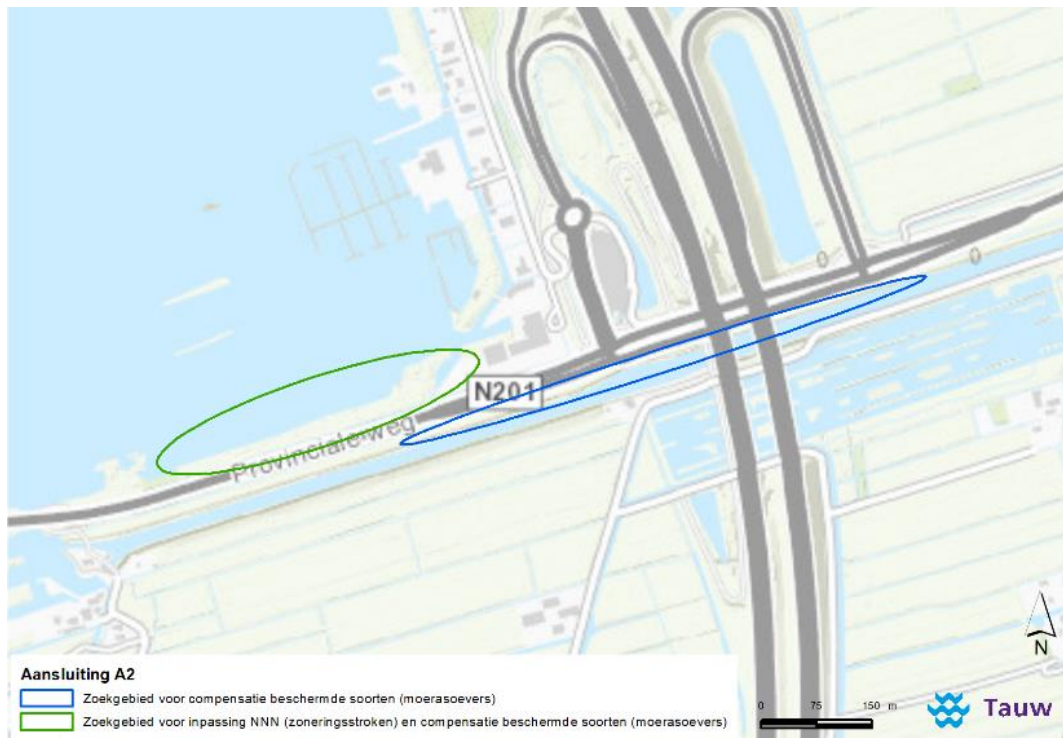 0
0
N201
Provinciale weg
N
Aansluiting A2
Zoekgebied voor compensatie beschermde soorten (moerasoevers)
Zoekgebied voor inpassing NNN (zoneringsstroken) en compensatie beschermde soorten (moerasoevers)
0 75 150 m
Tauw